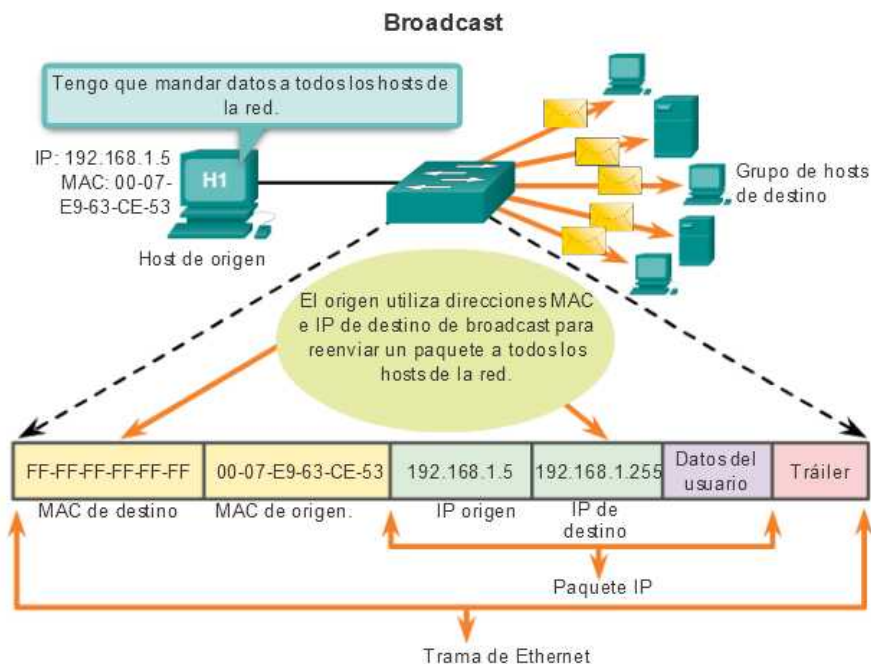 Broadcast
Tengo que mandar datos a todos los hosts de
la red.
IP: 192.168.1.5
MAC: 00-07-
E9-63-CE-53
H1
Host de origen
Grupo de hosts
de destino
El origen utiliza direcciones MAC
e IP de destino de broadcast para
reenviar un paquete a todos los
hosts de la red.
FF-FF-FF-FF-FF-FF
00-07-E9-63-CE-53
192.168.1.5
192.168.1.255
Datos del
usuario
Tráiler
MAC de destino
MAC de origen.
IP origen
IP de
destino
Paquete IP
Trama de Ethernet